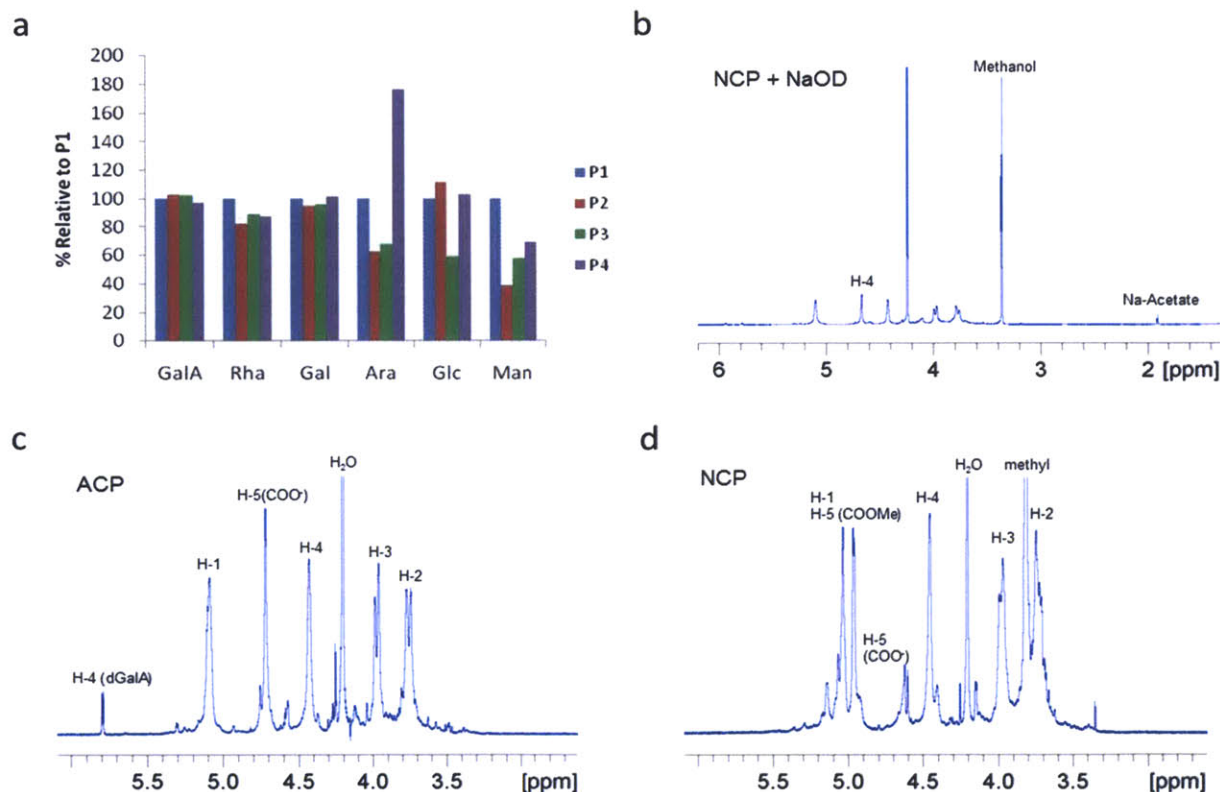 a
200
180
160
140
120
100
80
60
40
20
0
% Relative to P1
GalA Rha Gal Ara Glc Man
P1
P2
P3
P4
b
NCP + NaOD
Methanol
H-4
Na-Acetate
6 5 4 3 2 [ppm]
c
ACP
H₂O
H-5(COO⁻)
H-4
H-3
H-1
H-2
H-4 (dGalA)
5.5 5.0 4.5 4.0 3.5 [ppm]
d
NCP
H₂O methyl
H-1
H-5 (COOMe)
H-4
H-2
H-3
H-5
(COO⁻)
5.5 5.0 4.5 4.0 3.5 [ppm]